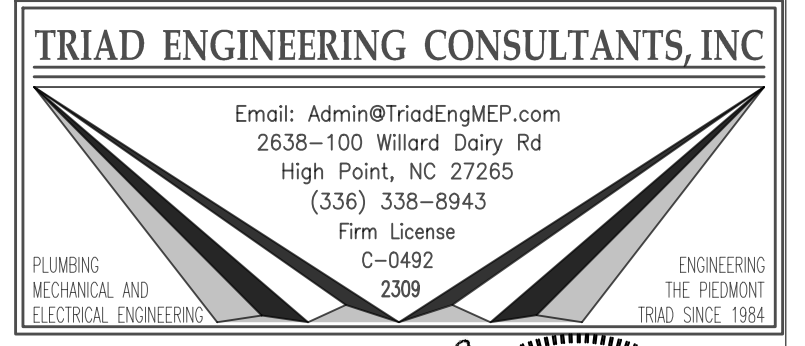 TRIAD ENGINEERING CONSULTANTS, INC
Email: Admin@TriadEngMEP.com
2638-100 Willard Dairy Rd
High Point, NC 27265
(336) 338-8943
Firm License
C-0492
2309
PLUMBING
MECHANICAL AND
ELECTRICAL ENGINEERING
ENGINEERING
THE PIEDMONT
TRIAD SINCE 1984